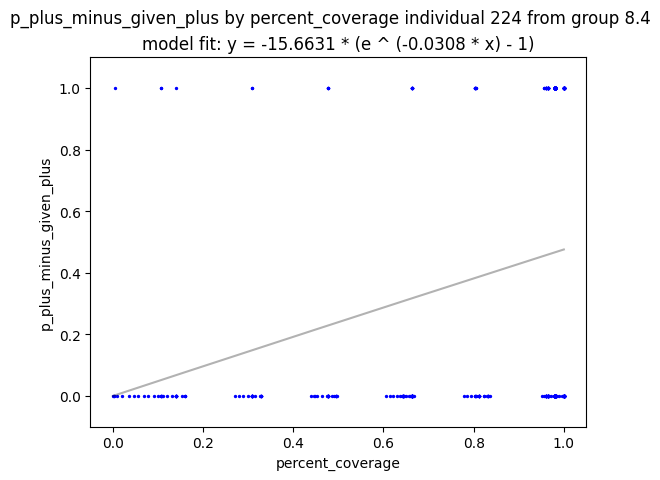 p_plus_minus_given_plus by percent_coverage individual 224 from group 8.4
model fit: y = -15.6631 * (e ^ (-0.0308 * x) - 1)
p_plus_minus_given_plus
1.0
0.8
0.6
0.4
0.2
0.0
0.0 0.2 0.4 0.6 0.8 1.0
percent_coverage